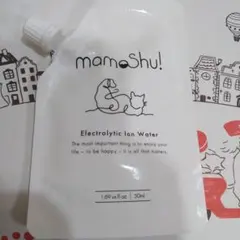 mamoshu!
Electrolytic Ion Water
The most important thing is to enjoy your
life – to be happy – it is all that matters.